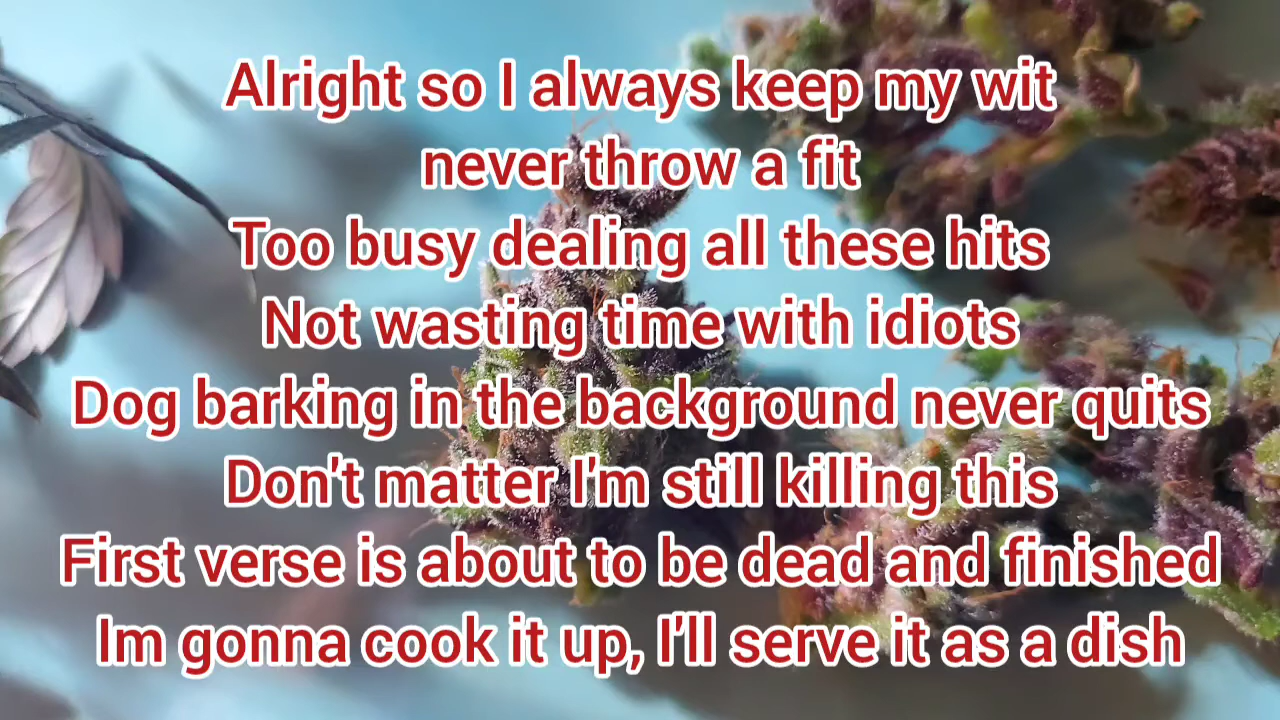 Alright so I always keep my wit
never throw a fit
Too busy dealing all these hits
Not wasting time with idiots
Dog barking in the background never quits
Don't matter I'm still killing this
First verse is about to be dead and finished
Im gonna cook it up, I'll serve it as a dish